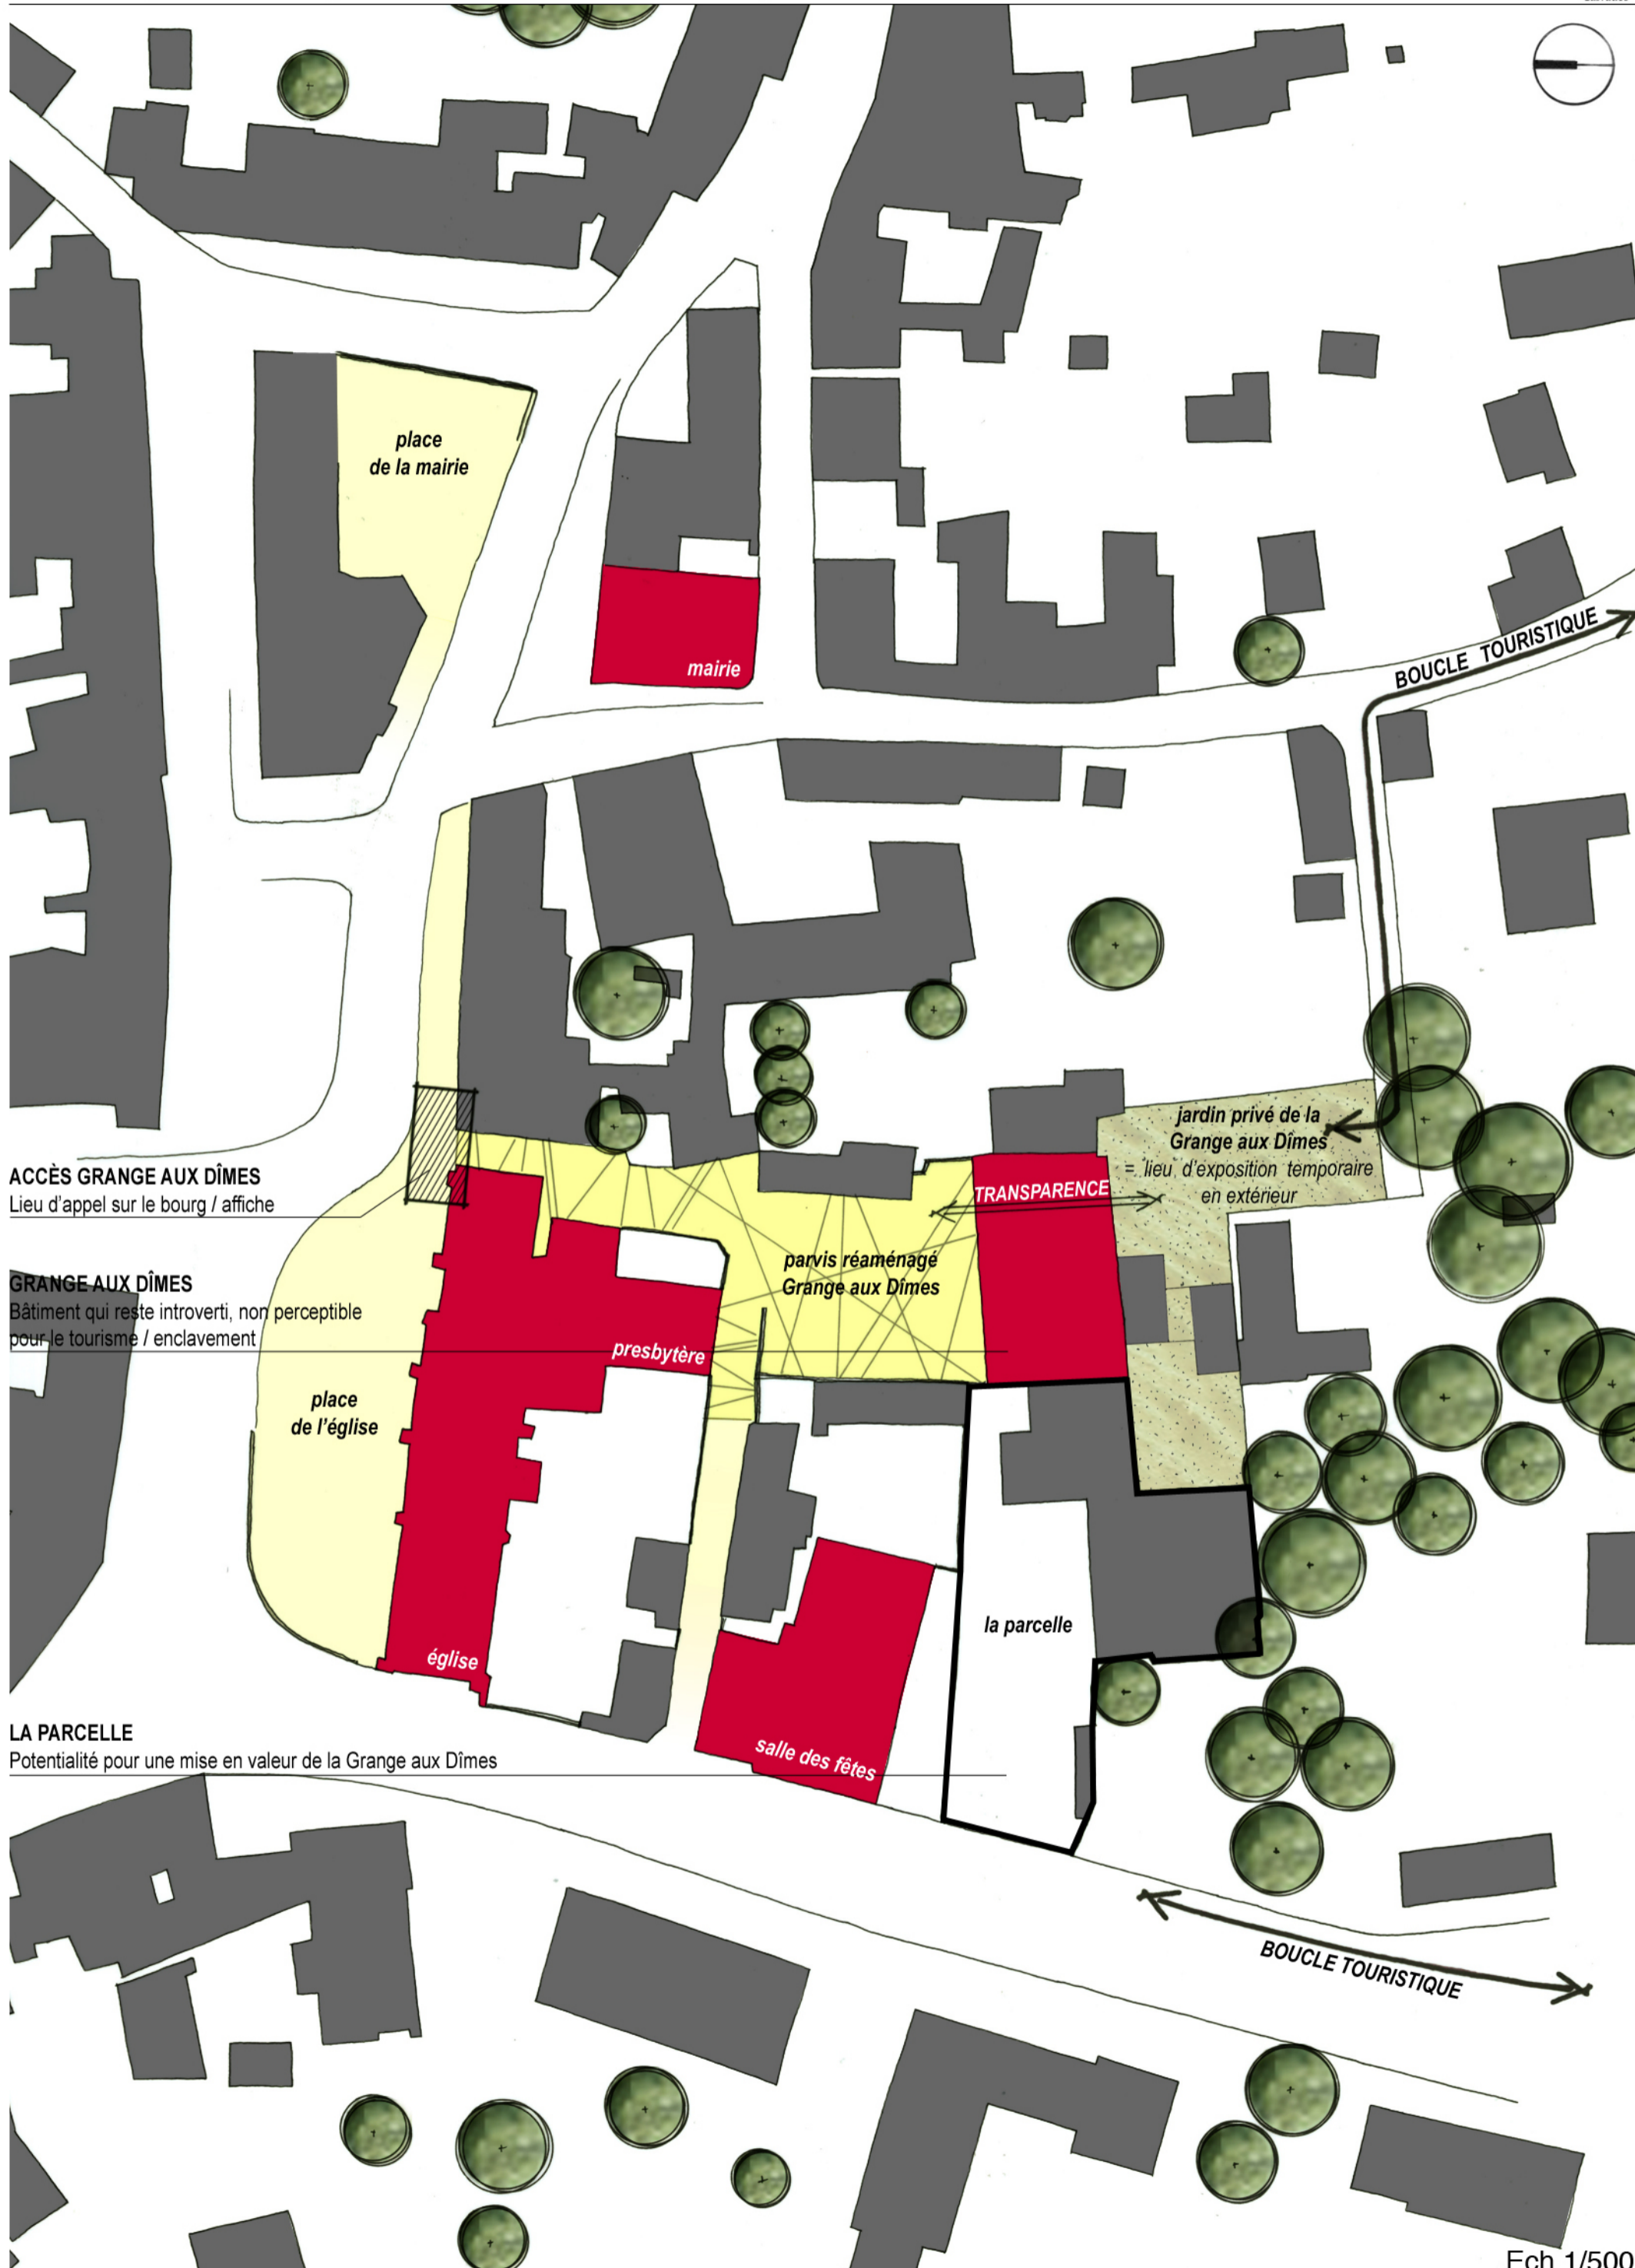 place
de la mairie
mairie
BOUCLE TOURISTIQUE
jardin privé de la
Grange aux Dîmes
= lieu d'exposition temporaire
en extérieur
ACCÈS GRANGE AUX DÎMES
Lieu d'appel sur le bourg / affiche
TRANSPARENCE
parvis réaménagé
Grange aux Dîmes
GRANGE AUX DÎMES
Bâtiment qui reste introverti, non perceptible
pour le tourisme / enclavement
presbytère
place
de l'église
la parcelle
église
LA PARCELLE
Potentialité pour une mise en valeur de la Grange aux Dîmes
salle des fêtes
BOUCLE TOURISTIQUE
Ech 1/500